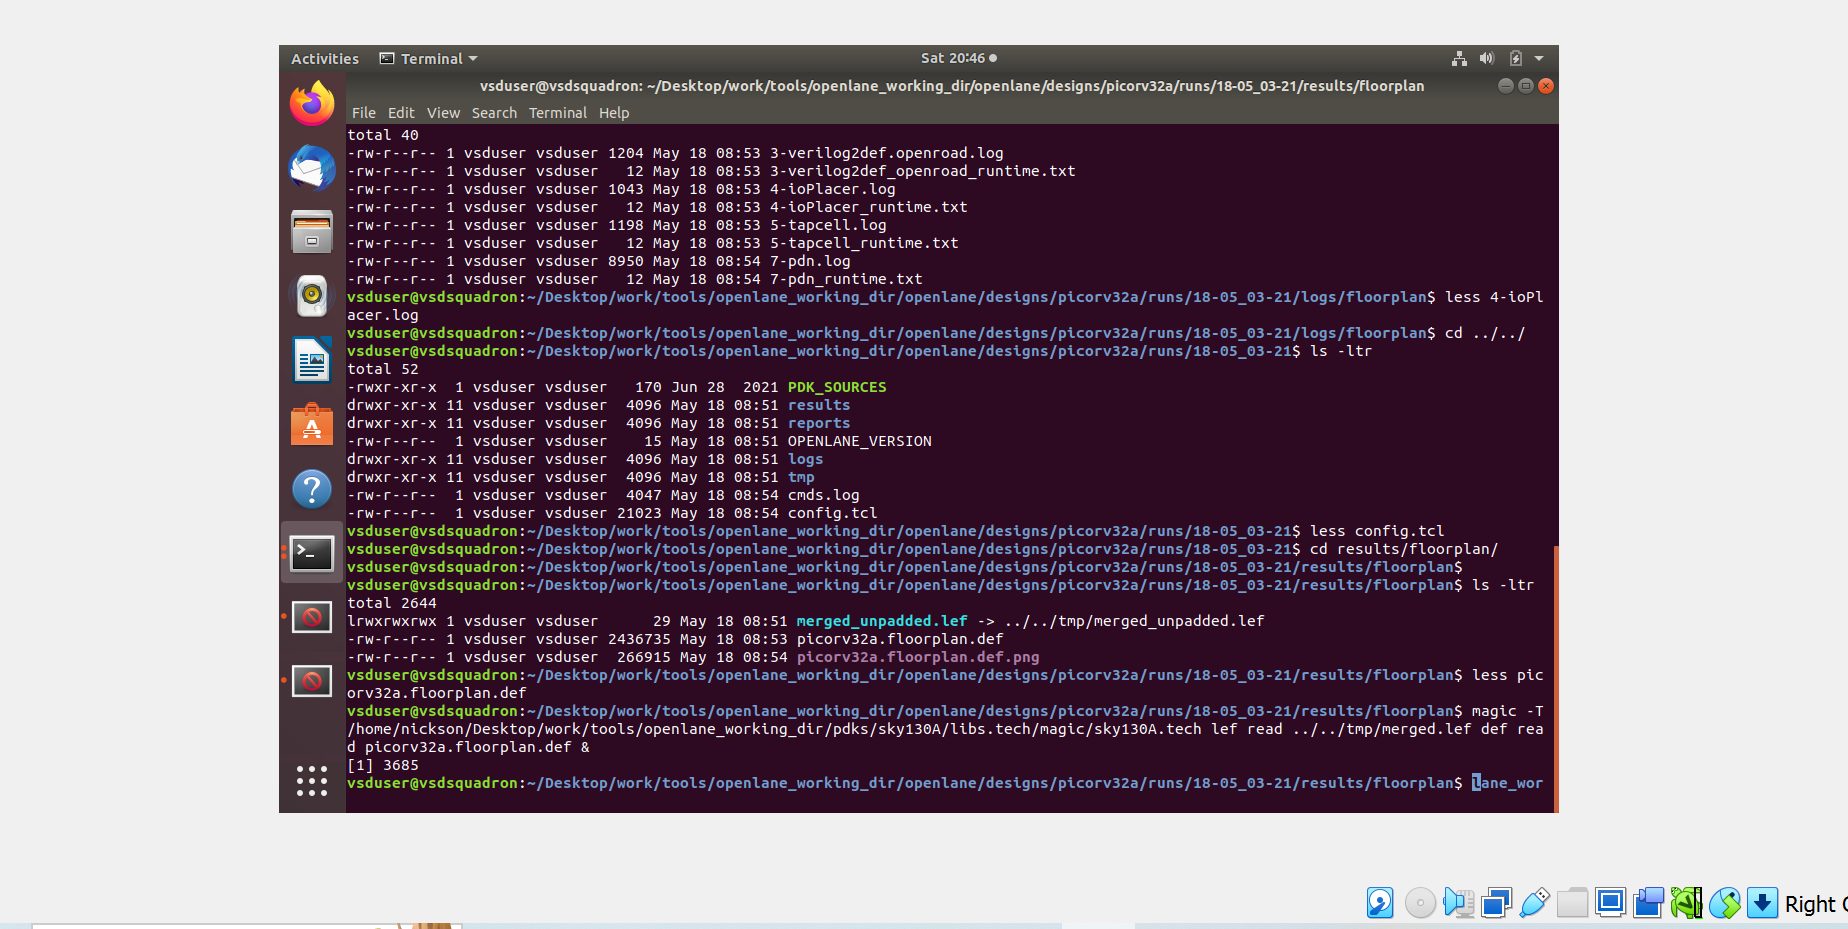 Activities Terminal Sat 20:46
vsduser@vsdsquadron: ~/Desktop/work/tools/openlane_working_dir/openlane/designs/picorv32a/runs/18-05_03-21/results/floorplan
File Edit View Search Terminal Help
total 40
-rw-r--r-- 1 vsduser vsduser 1204 May 18 08:53 3-verilog2def.openroad.log
-rw-r--r-- 1 vsduser vsduser   12 May 18 08:53 3-verilog2def_openroad_runtime.txt
-rw-r--r-- 1 vsduser vsduser 1043 May 18 08:53 4-ioPlacer.log
-rw-r--r-- 1 vsduser vsduser   12 May 18 08:53 4-ioPlacer_runtime.txt
-rw-r--r-- 1 vsduser vsduser 1198 May 18 08:53 5-tapcell.log
-rw-r--r-- 1 vsduser vsduser   12 May 18 08:53 5-tapcell_runtime.txt
-rw-r--r-- 1 vsduser vsduser 8950 May 18 08:54 7-pdn.log
-rw-r--r-- 1 vsduser vsduser   12 May 18 08:54 7-pdn_runtime.txt
vsduser@vsdsquadron:~/Desktop/work/tools/openlane_working_dir/openlane/designs/picorv32a/runs/18-05_03-21/logs/floorplan$ less 4-ioPl
acer.log
vsduser@vsdsquadron:~/Desktop/work/tools/openlane_working_dir/openlane/designs/picorv32a/runs/18-05_03-21/logs/floorplan$ cd ../../
vsduser@vsdsquadron:~/Desktop/work/tools/openlane_working_dir/openlane/designs/picorv32a/runs/18-05_03-21$ ls -ltr
total 52
-rwxr-xr-x  1 vsduser vsduser   170 Jun 28  2021 PDK_SOURCES
drwxr-xr-x 11 vsduser vsduser  4096 May 18 08:51 results
drwxr-xr-x 11 vsduser vsduser  4096 May 18 08:51 reports
-rw-r--r--  1 vsduser vsduser    15 May 18 08:51 OPENLANE_VERSION
drwxr-xr-x 11 vsduser vsduser  4096 May 18 08:51 logs
drwxr-xr-x 11 vsduser vsduser  4096 May 18 08:51 tmp
-rw-r--r--  1 vsduser vsduser  4047 May 18 08:54 cmds.log
-rw-r--r--  1 vsduser vsduser 21023 May 18 08:54 config.tcl
vsduser@vsdsquadron:~/Desktop/work/tools/openlane_working_dir/openlane/designs/picorv32a/runs/18-05_03-21$ less config.tcl
vsduser@vsdsquadron:~/Desktop/work/tools/openlane_working_dir/openlane/designs/picorv32a/runs/18-05_03-21$ cd results/floorplan/
vsduser@vsdsquadron:~/Desktop/work/tools/openlane_working_dir/openlane/designs/picorv32a/runs/18-05_03-21/results/floorplan$
vsduser@vsdsquadron:~/Desktop/work/tools/openlane_working_dir/openlane/designs/picorv32a/runs/18-05_03-21/results/floorplan$ ls -ltr
total 2644
lrwxrwxrwx 1 vsduser vsduser      29 May 18 08:51 merged_unpadded.lef -> ../../tmp/merged_unpadded.lef
-rw-r--r-- 1 vsduser vsduser 2436735 May 18 08:53 picorv32a.floorplan.def
-rw-r--r-- 1 vsduser vsduser  266915 May 18 08:54 picorv32a.floorplan.def.png
vsduser@vsdsquadron:~/Desktop/work/tools/openlane_working_dir/openlane/designs/picorv32a/runs/18-05_03-21/results/floorplan$ less pic
orv32a.floorplan.def
vsduser@vsdsquadron:~/Desktop/work/tools/openlane_working_dir/openlane/designs/picorv32a/runs/18-05_03-21/results/floorplan$ magic -T
/home/nickson/Desktop/work/tools/openlane_working_dir/pdks/sky130A/libs.tech/magic/sky130A.tech lef read ../../tmp/merged.lef def rea
d picorv32a.floorplan.def &
[1] 3685
vsduser@vsdsquadron:~/Desktop/work/tools/openlane_working_dir/openlane/designs/picorv32a/runs/18-05_03-21/results/floorplan$ lane_wor
Right